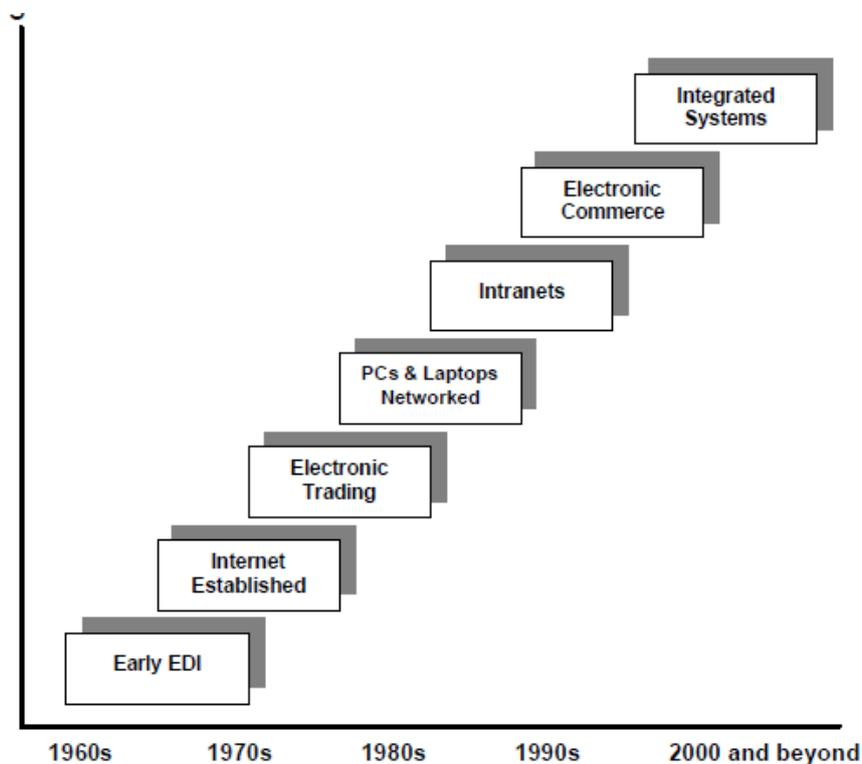 Integrated
Systems
Electronic
Commerce
Intranets
PCs & Laptops
Networked
Electronic
Trading
Internet
Established
Early EDI
1960s 1970s 1980s 1990s 2000 and beyond